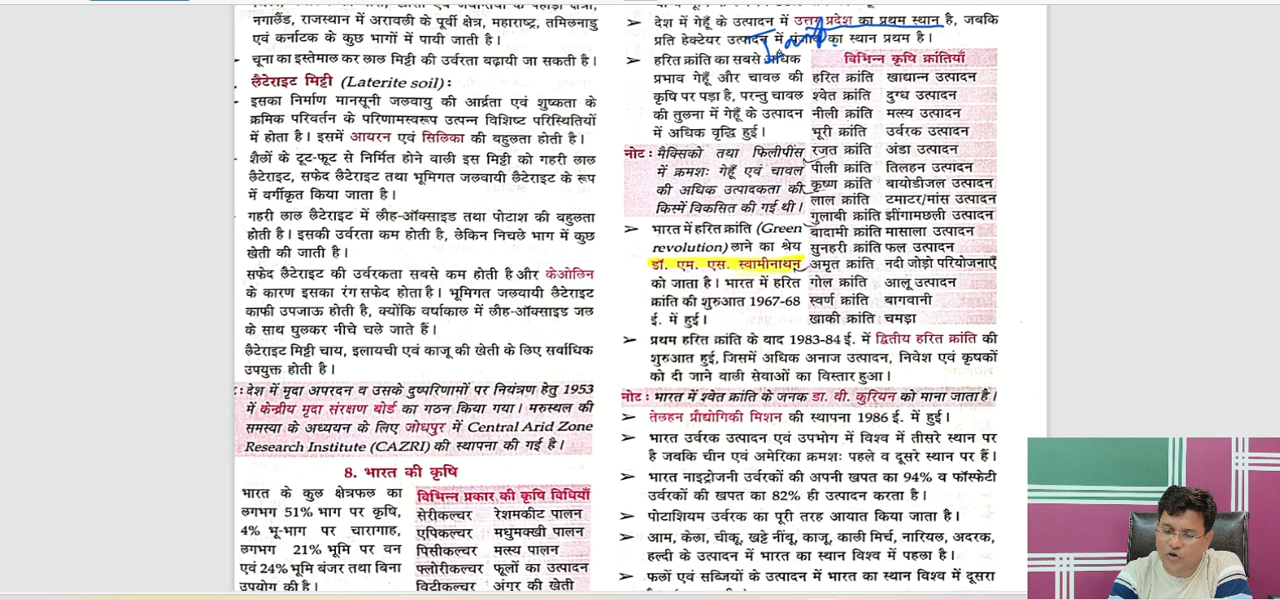 नगालैंड, राजस्थान में अरावली के पूर्वी क्षेत्र, महाराष्ट्र, तमिलनाडु
एवं कर्नाटक के कुछ भागों में पायी जाती है।
चूना का इस्तेमाल कर लाल मिट्टी की उर्वरता बढ़ायी जा सकती है।
लैटेराइट मिट्टी (Laterite soil) :
इसका निर्माण मानसूनी जलवायु की आर्द्रता एवं शुष्कता के
क्रमिक परिवर्तन के परिणामस्वरूप उत्पन्न विशिष्ट परिस्थितियों
में होता है। इसमें आयरन एवं सिलिका की बहुलता होती है।
शैलों के टूट-फूट से निर्मित होने वाली इस मिट्टी को गहरी लाल
लैटेराइट, सफेद लैटेराइट तथा भूमिगत जलवायी लैटेराइट के रूप
में वर्गीकृत किया जाता है।
गहरी लाल लैटेराइट में लौह-ऑक्साइड तथा पोटाश की बहुलता
होती है। इसकी उर्वरता कम होती है, लेकिन निचले भाग में कुछ
खेती की जाती है।
सफेद लैटेराइट की उर्वरकता सबसे कम होती है और केओलिन
के कारण इसका रंग सफेद होता है। भूमिगत जलवायी लैटेराइट
काफी उपजाऊ होती है, क्योंकि वर्षाकाल में लौह-ऑक्साइड जल
के साथ घुलकर नीचे चले जाते हैं।
लैटेराइट मिट्टी चाय, इलायची एवं काजू की खेती के लिए सर्वाधिक
उपयुक्त होती है।
: देश में मृदा अपरदन व उसके दुष्परिणामों पर नियंत्रण हेतु 1953
में केन्द्रीय मृदा संरक्षण बोर्ड का गठन किया गया। मरुस्थल की
समस्या के अध्ययन के लिए जोधपुर में Central Arid Zone
Research Institute (CAZRI) की स्थापना की गई है।
8. भारत की कृषि
भारत के कुल क्षेत्रफल का
लगभग 51% भाग पर कृषि,
4% भू-भाग पर चारागाह,
लगभग 21% भूमि पर वन
एवं 24% भूमि बंजर तथा बिना
उपयोग की है।
विभिन्न प्रकार की कृषि विधियाँ
सेरीकल्चर रेशमकीट पालन
एपिकल्चर मधुमक्खी पालन
पिसीकल्चर मत्स्य पालन
फ्लोरीकल्चर फूलों का उत्पादन
विटीकल्चर अंगूर की खेती
➢ देश में गेहूँ के उत्पादन में उत्तर प्रदेश का प्रथम स्थान है, जबकि
प्रति हेक्टेयर उत्पादन में पंजाब का स्थान प्रथम है।
➢ हरित क्रांति का सबसे अधिक
प्रभाव गेहूँ और चावल की
कृषि पर पड़ा है, परन्तु चावल
की तुलना में गेहूँ के उत्पादन
में अधिक वृद्धि हुई।
नोट : मैक्सिको तथा फिलीपींस
में क्रमशः गेहूँ एवं चावल
की अधिक उत्पादकता की
किस्में विकसित की गई थी।
➢ भारत में हरित क्रांति (Green
revolution) लाने का श्रेय
डॉ. एम. एस. स्वामीनाथन
को जाता है। भारत में हरित
क्रांति की शुरुआत 1967-68
ई. में हुई।
विभिन्न कृषि क्रांतियाँ
हरित क्रांति खाद्यान्न उत्पादन
श्वेत क्रांति दुग्ध उत्पादन
नीली क्रांति मत्स्य उत्पादन
भूरी क्रांति उर्वरक उत्पादन
रजत क्रांति अंडा उत्पादन
पीली क्रांति तिलहन उत्पादन
कृष्ण क्रांति बायोडीजल उत्पादन
लाल क्रांति टमाटर/मांस उत्पादन
गुलाबी क्रांति झींगामछली उत्पादन
बादामी क्रांति मासाला उत्पादन
सुनहरी क्रांति फल उत्पादन
अमृत क्रांति नदी जोड़ो परियोजनाएँ
गोल क्रांति आलू उत्पादन
स्वर्ण क्रांति बागवानी
खाकी क्रांति चमड़ा
➢ प्रथम हरित क्रांति के बाद 1983-84 ई. में द्वितीय हरित क्रांति की
शुरुआत हुई, जिसमें अधिक अनाज उत्पादन, निवेश एवं कृषकों
को दी जाने वाली सेवाओं का विस्तार हुआ।
नोट : भारत में श्वेत क्रांति के जनक डा. वी. कुरियन को माना जाता है।
➢ तेलहन प्रौद्योगिकी मिशन की स्थापना 1986 ई. में हुई।
➢ भारत उर्वरक उत्पादन एवं उपभोग में विश्व में तीसरे स्थान पर
है जबकि चीन एवं अमेरिका क्रमशः पहले व दूसरे स्थान पर हैं।
➢ भारत नाइट्रोजनी उर्वरकों की अपनी खपत का 94% व फॉस्फेटी
उर्वरकों की खपत का 82% ही उत्पादन करता है।
➢ पोटाशियम उर्वरक का पूरी तरह आयात किया जाता है।
➢ आम, केला, चीकू, खट्टे नींदू, काजू, काली मिर्च, नारियल, अदरक,
हल्दी के उत्पादन में भारत का स्थान विश्व में पहला है।
➢ फलों एवं सब्जियों के उत्पादन में भारत का स्थान विश्व में दूसरा